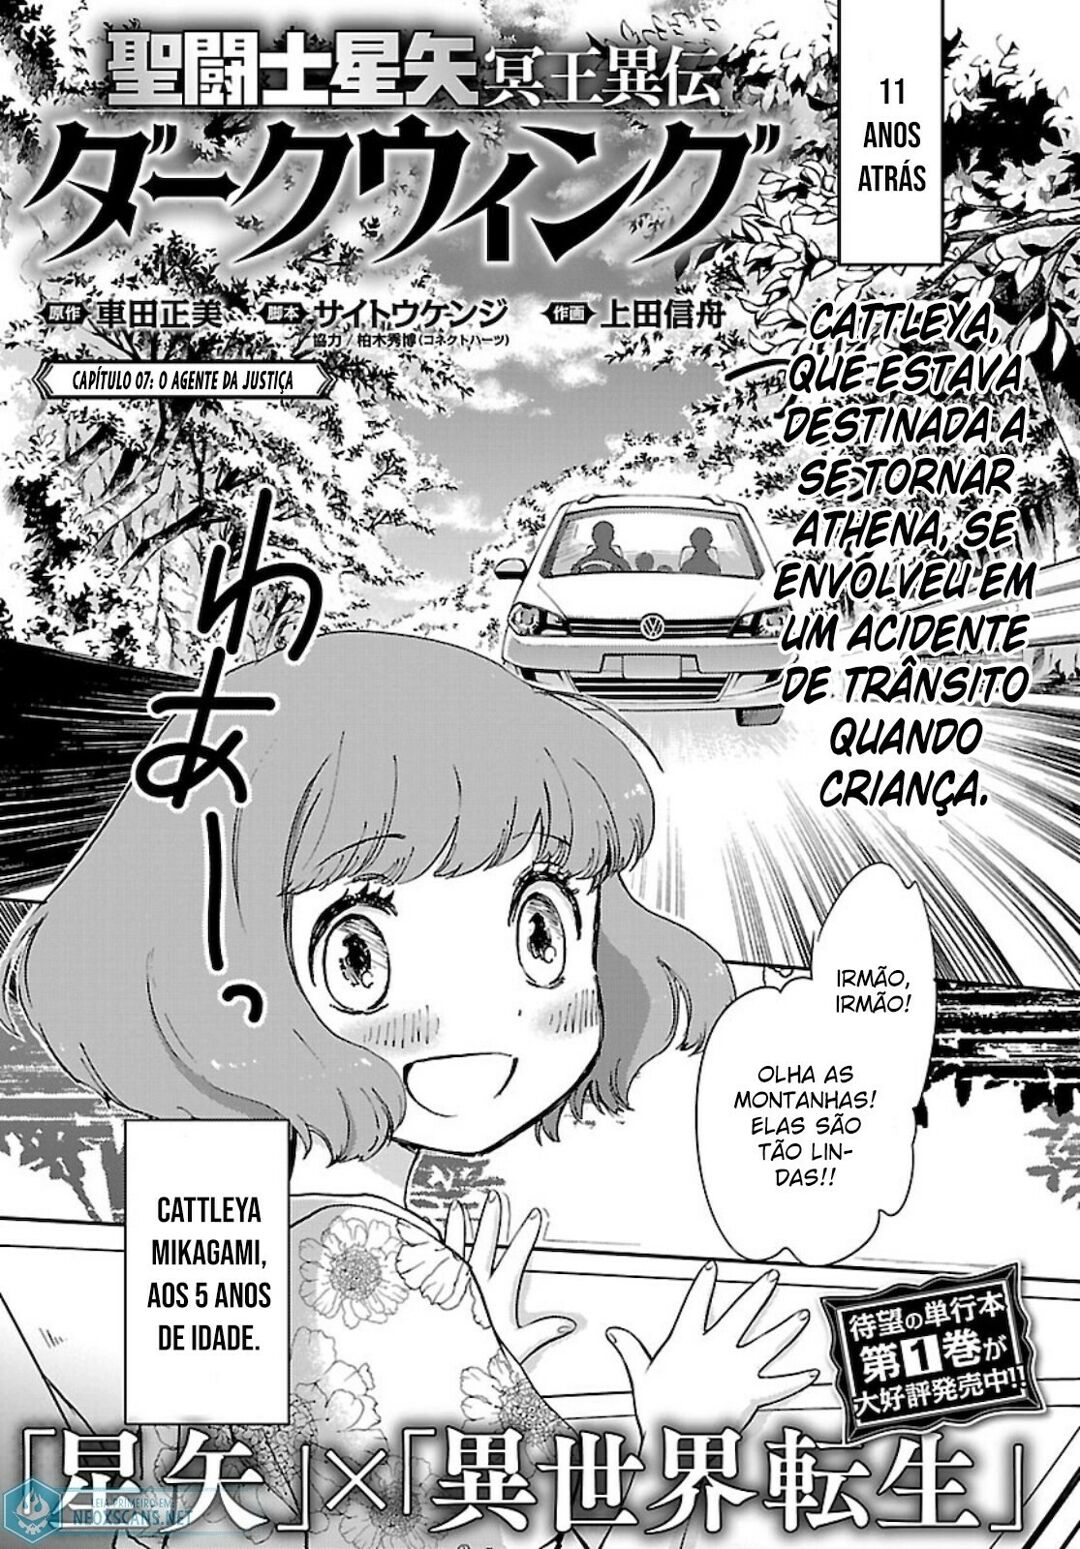 聖闘士星矢 冥王異伝
ダークウィング
原作 車田正美 脚本 サイトウケンジ 作画 上田信舟
協力/柏木秀博(コネクトハーツ)
CAPÍTULO 07: O AGENTE DA JUSTIÇA
11
ANOS
ATRÁS
CATTLEYA,
QUE ESTAVA
DESTINADA A
SE TORNAR
ATHENA, SE
ENVOLVEU EM
UM ACIDENTE
DE TRÂNSITO
QUANDO
CRIANÇA.
わあーっ
IRMÃO,
IRMÃO!
OLHA AS
MONTANHAS!
ELAS SÃO
TÃO LIN-
DAS!!
CATTLEYA
MIKAGAMI,
AOS 5 ANOS
DE IDADE.
待望の単行本
第1巻が
大好評発売中!!
「星矢」×「異世界転生」
LEIA PRIMEIRO EM
NEOXSCANS.NET